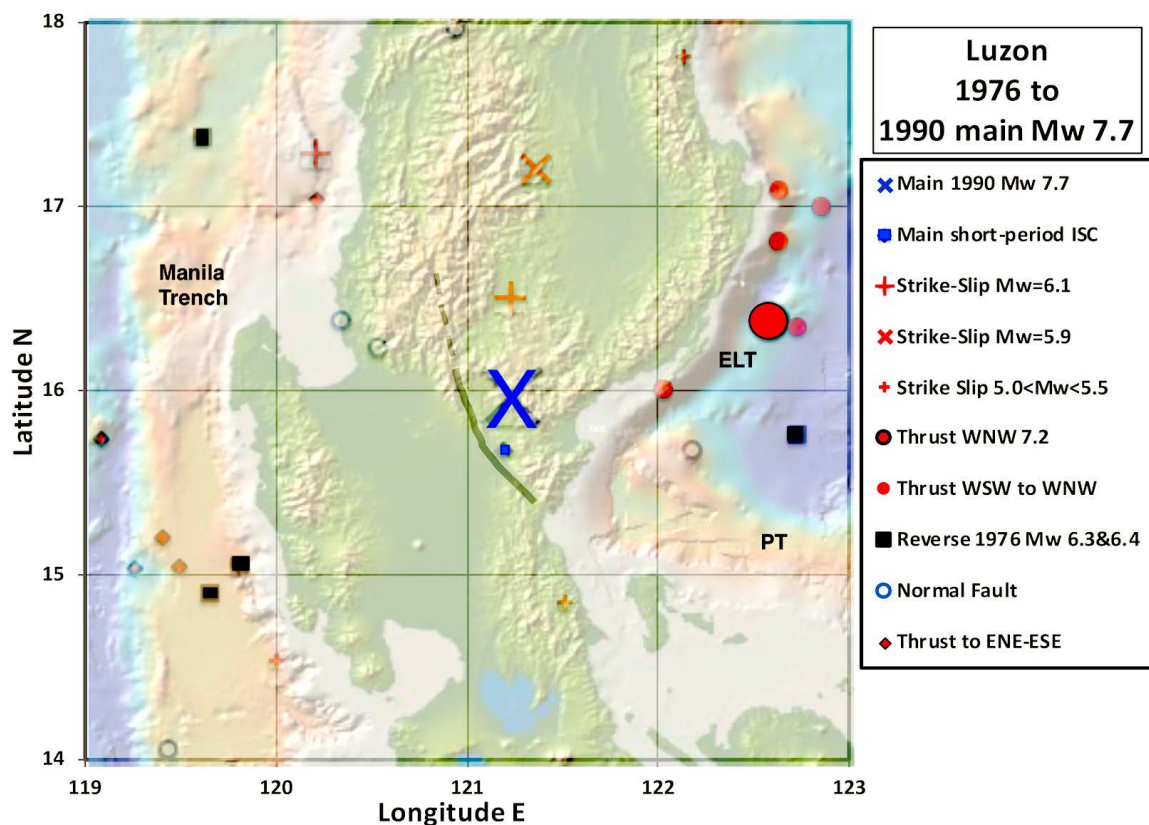 Luzon
1976 to
1990 main Mw 7.7
Main 1990 Mw 7.7
Main short-period ISC
Strike-Slip Mw=6.1
Strike-Slip Mw=5.9
Strike Slip 5.0<Mw<5.5
Thrust WNW 7.2
Thrust WSW to WNW
Reverse 1976 Mw 6.3&6.4
Normal Fault
Thrust to ENE-ESE
Latitude N
18
17
16
15
14
Manila
Trench
ELT
Text
PT
119
120
121
122
123
Longitude E